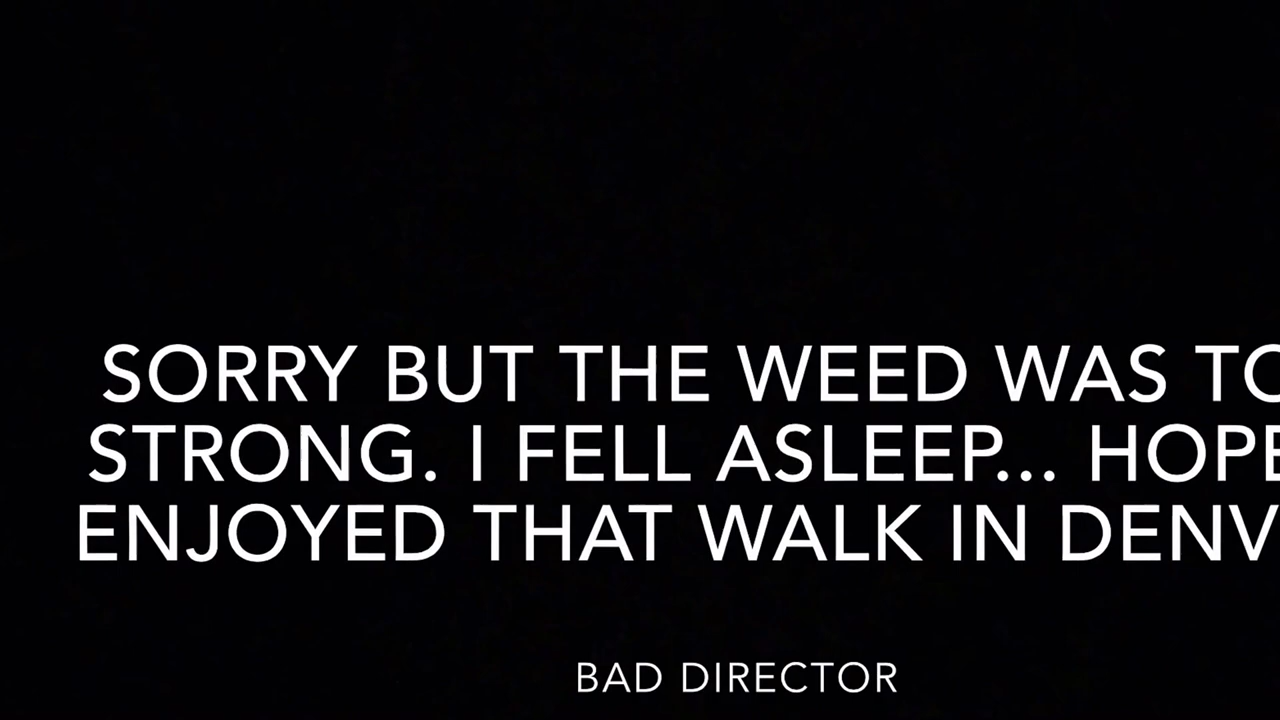 SORRY BUT THE WEED WAS TO
STRONG. I FELL ASLEEP... HOPE
ENJOYED THAT WALK IN DENV
BAD DIRECTOR